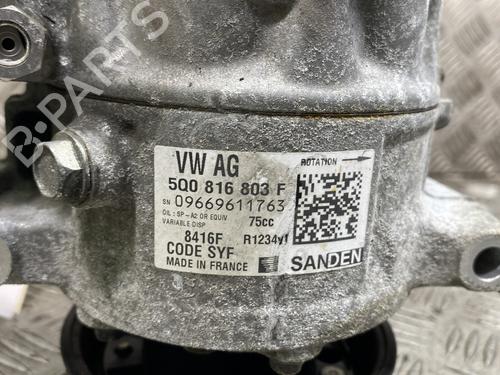 B-PARTS
VW AG
ROTATION
5Q0 816 803 F
SN 09669611763
OIL: SP-A2 OR EQUIV 75cc
VARIABLE DISP
8416F R1234yf
CODE SYF
MADE IN FRANCE
SANDEN